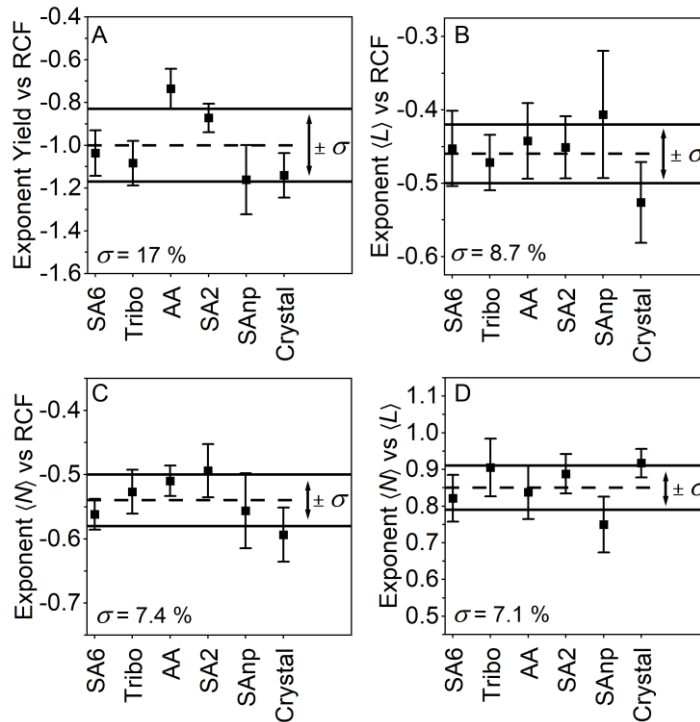 A
Exponent Yield vs RCF
-0.4
-0.6
-0.8
-1.0
-1.2
-1.4
-1.6
± σ
σ = 17 %
SA6
Tribo
AA
SA2
SAnp
Crystal
B
Exponent ⟨L⟩ vs RCF
-0.3
-0.4
-0.5
-0.6
± σ
σ = 8.7 %
SA6
Tribo
AA
SA2
SAnp
Crystal
C
Exponent ⟨N⟩ vs RCF
-0.4
-0.5
-0.6
-0.7
± σ
σ = 7.4 %
SA6
Tribo
AA
SA2
SAnp
Crystal
D
Exponent ⟨N⟩ vs ⟨L⟩
1.1
1.0
0.9
0.8
0.7
0.6
0.5
± σ
σ = 7.1 %
SA6
Tribo
AA
SA2
SAnp
Crystal